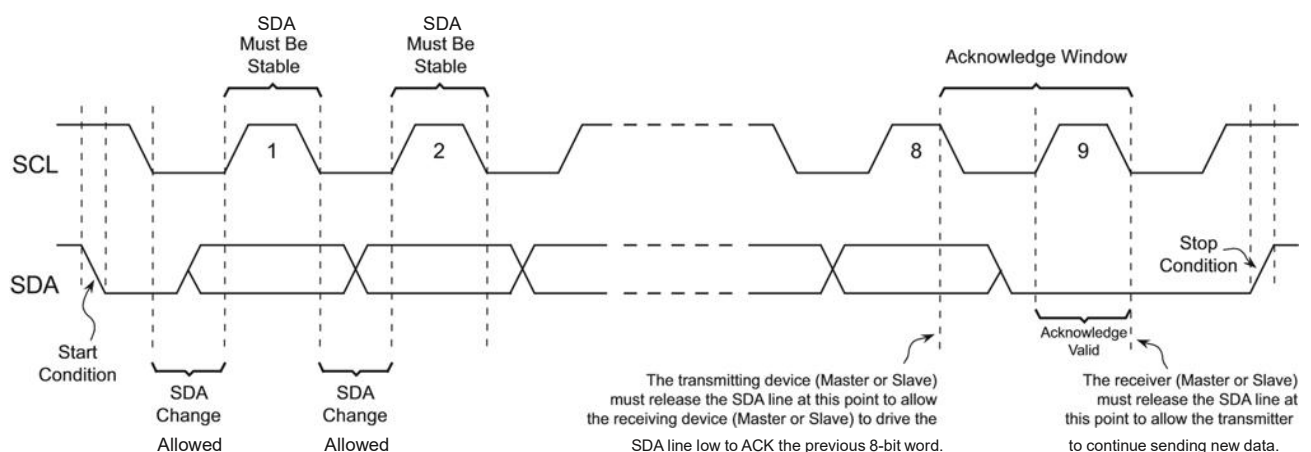 SDA
Must Be
Stable
SDA
Must Be
Stable
Acknowledge Window
SCL
1
2
8
9
SDA
Stop
Condition
Start
Condition
Acknowledge
Valid
SDA
Change
Allowed
SDA
Change
Allowed
The transmitting device (Master or Slave)
must release the SDA line at this point to allow
the receiving device (Master or Slave) to drive the
SDA line low to ACK the previous 8-bit word.
The receiver (Master or Slave)
must release the SDA line at
this point to allow the transmitter
to continue sending new data.